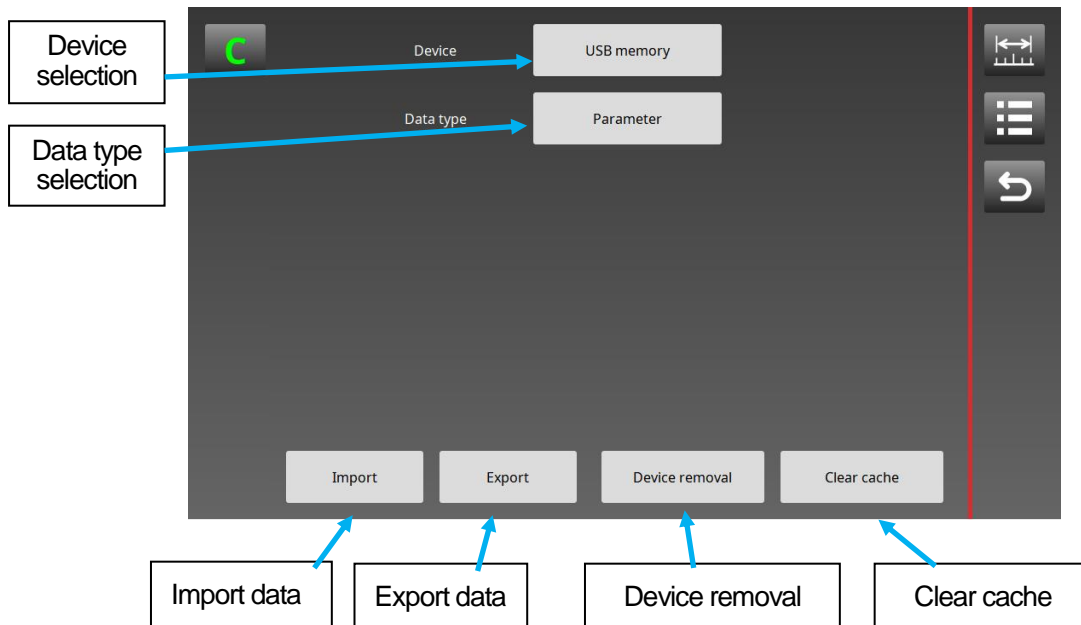 Device
selection
C
Device
USB memory
Data type
selection
Data type
Parameter
Import
Export
Device removal
Clear cache
Import data
Export data
Device removal
Clear cache